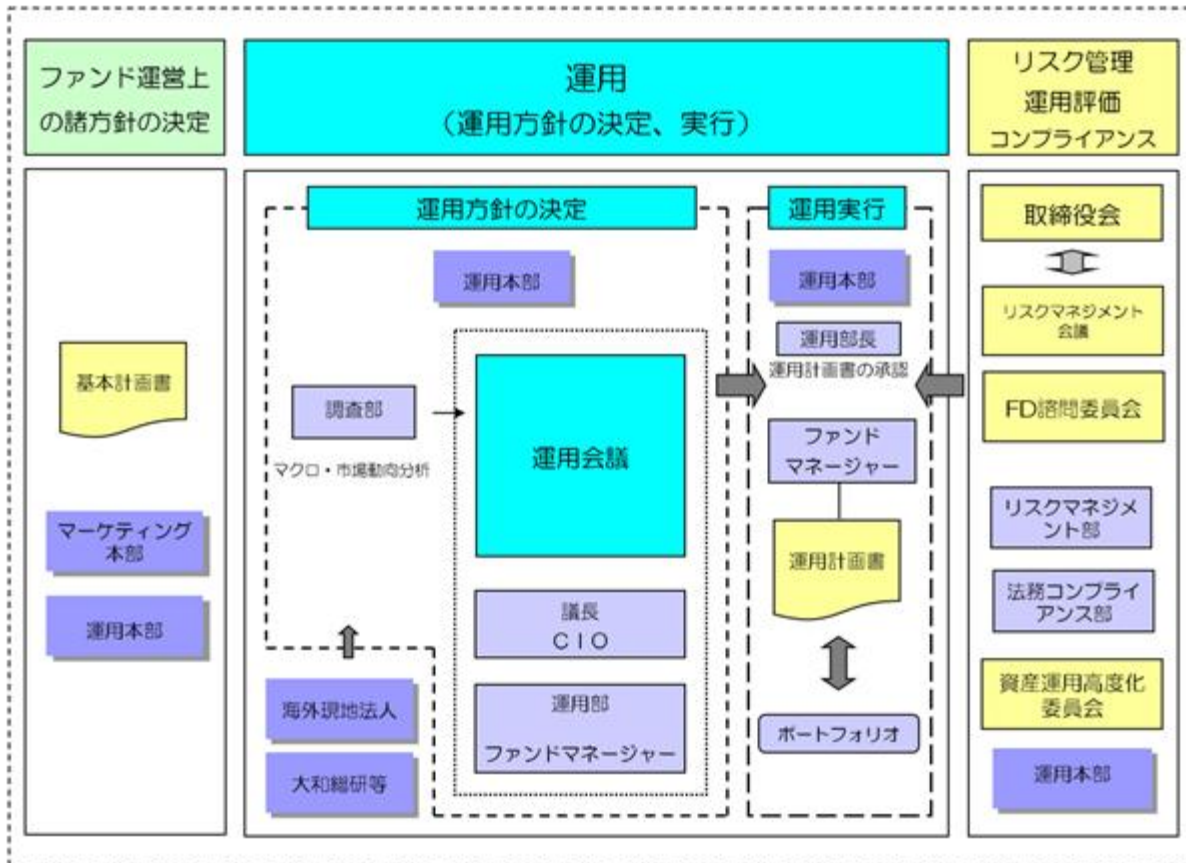 ファンド運営上
の諸方針の決定
運用
（運用方針の決定、実行）
リスク管理
運用評価
コンプライアンス
基本計画書
マーケティング
本部
運用本部
運用方針の決定
運用本部
調査部
マクロ・市場動向分析
運用会議
議長
CIO
運用部
ファンドマネージャー
海外現地法人
大和総研等
運用実行
運用本部
運用部長
運用計画書の承認
ファンド
マネージャー
運用計画書
ポートフォリオ
取締役会
リスクマネジメント
会議
FD諮問委員会
リスクマネジメ
ント部
法務コンプライ
アンス部
資産運用高度化
委員会
運用本部